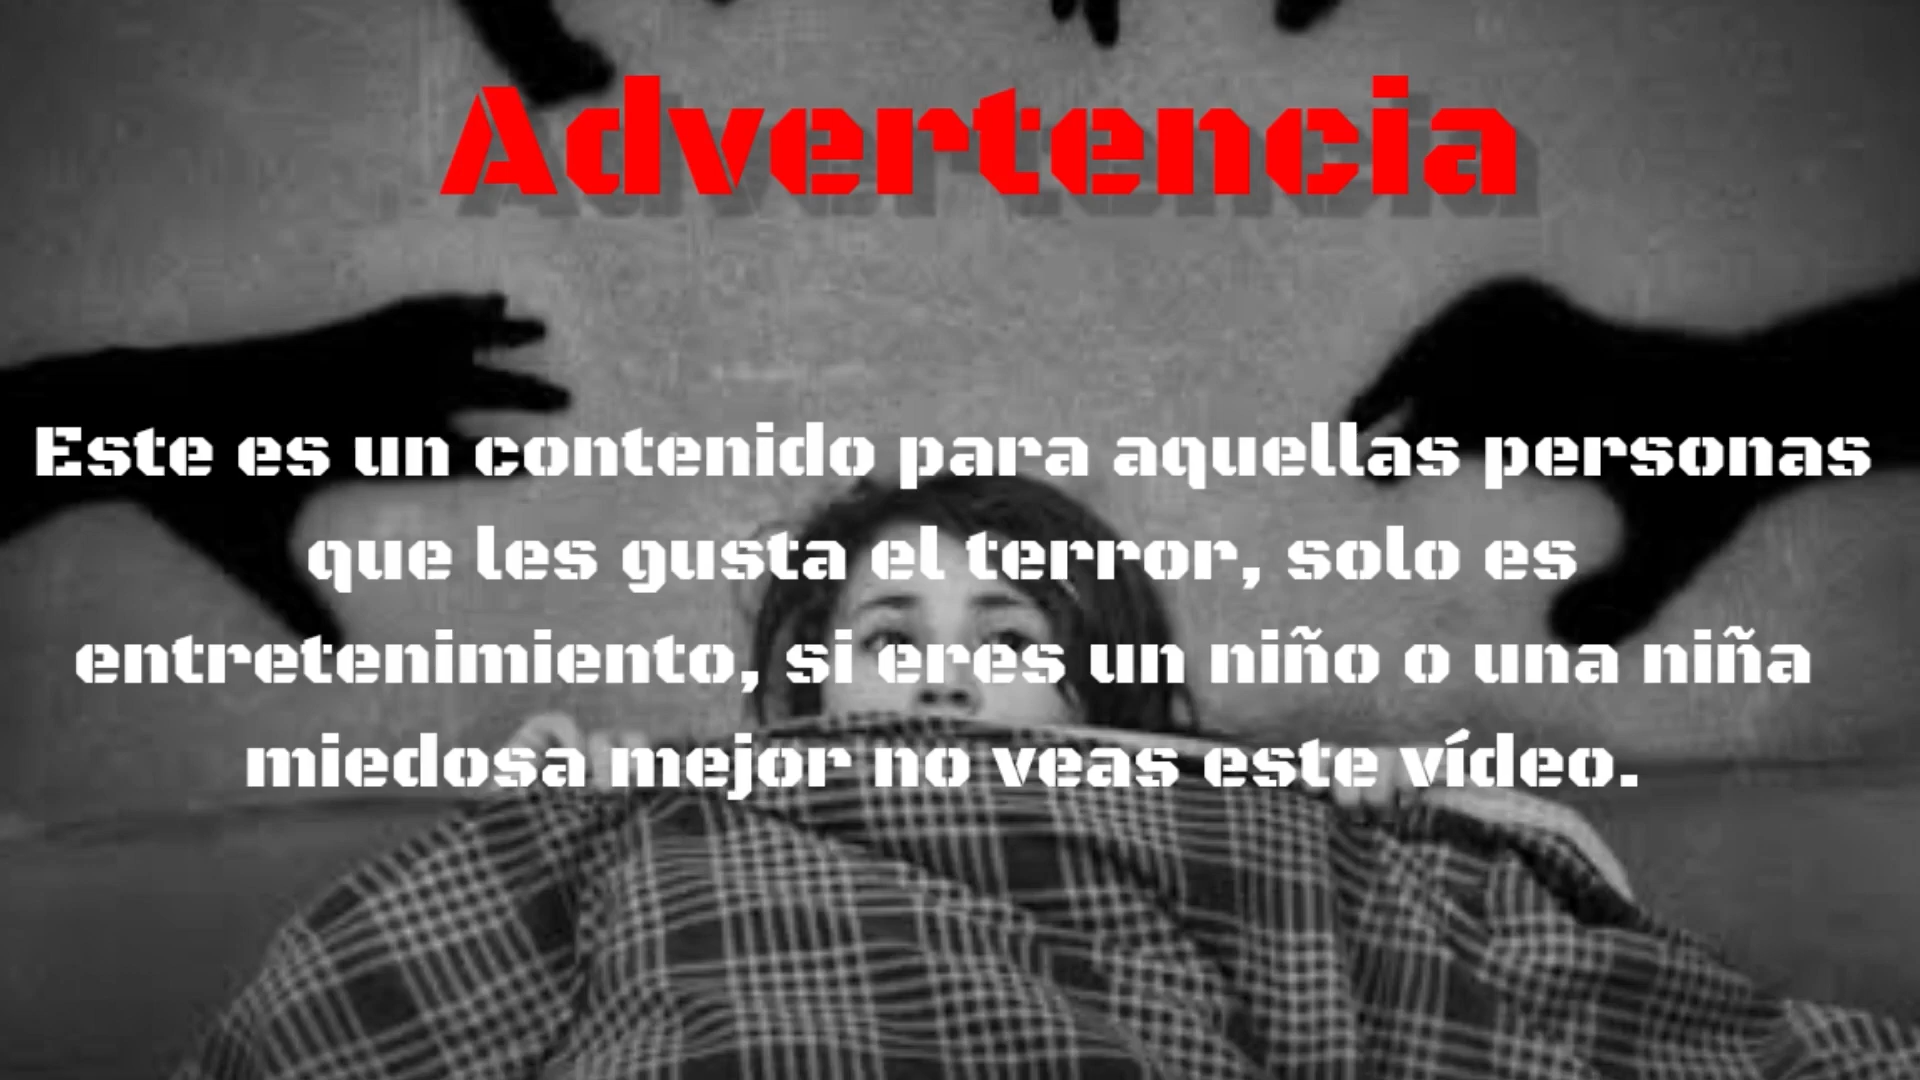 Advertencia
Este es un contenido para aquellas personas
que les gusta el terror, solo es
entretenimiento, si eres un niño o una niña
miedosa mejor no veas este vídeo.